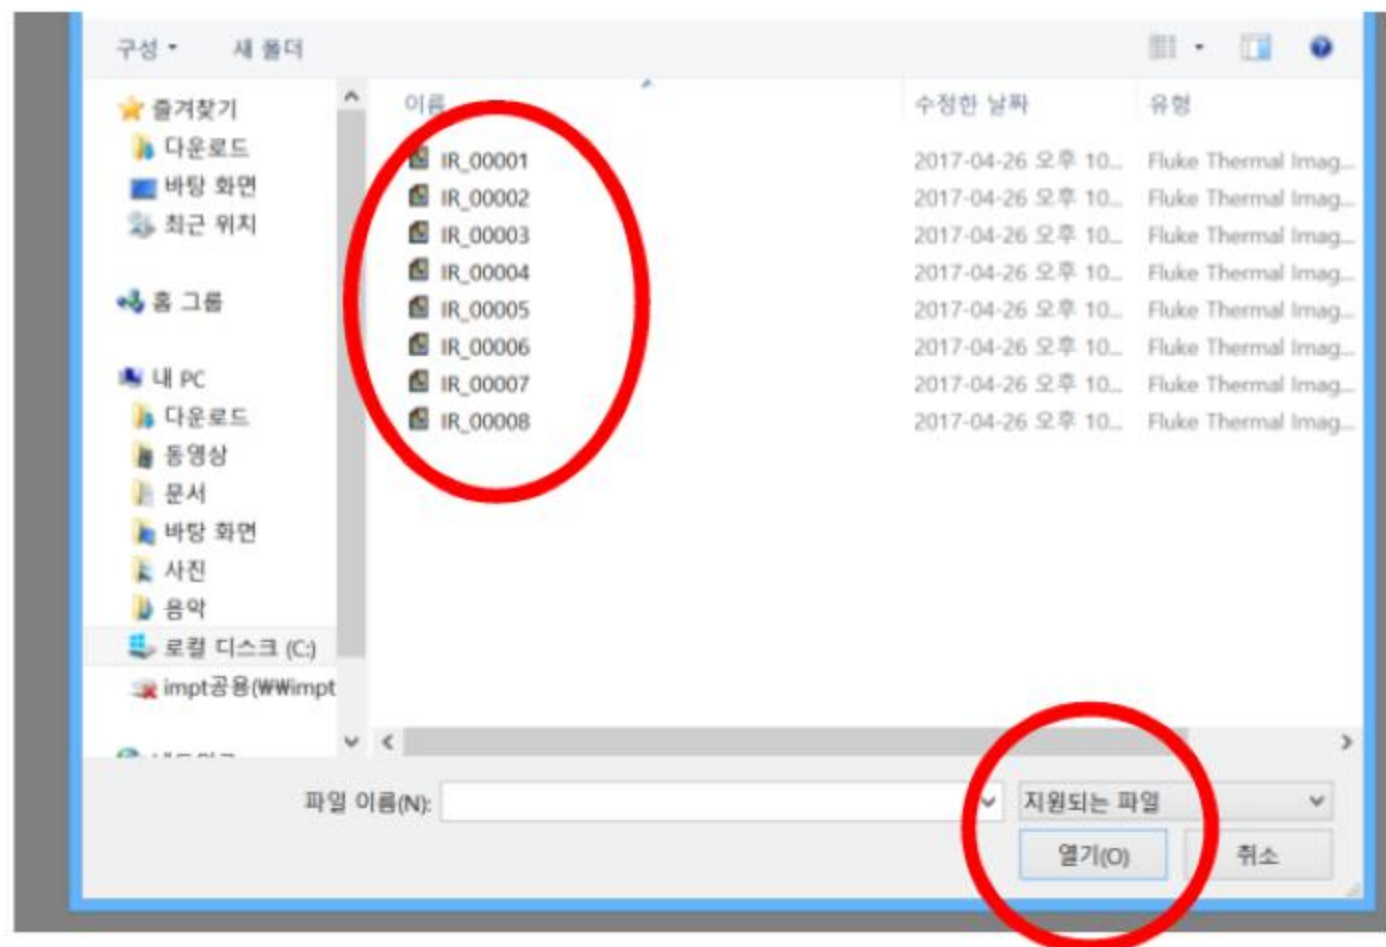 구성 새 폴더
이름 수정한 날짜 유형
즐겨찾기
다운로드
바탕 화면
최근 위치
홈 그룹
내 PC
다운로드
동영상
문서
바탕 화면
사진
음악
로컬 디스크 (C:)
impt공용(₩₩impt
IR_00001 2017-04-26 오후 10... Fluke Thermal Imag...
IR_00002 2017-04-26 오후 10... Fluke Thermal Imag...
IR_00003 2017-04-26 오후 10... Fluke Thermal Imag...
IR_00004 2017-04-26 오후 10... Fluke Thermal Imag...
IR_00005 2017-04-26 오후 10... Fluke Thermal Imag...
IR_00006 2017-04-26 오후 10... Fluke Thermal Imag...
IR_00007 2017-04-26 오후 10... Fluke Thermal Imag...
IR_00008 2017-04-26 오후 10... Fluke Thermal Imag...
파일 이름(N): 지원되는 파일
열기(O) 취소